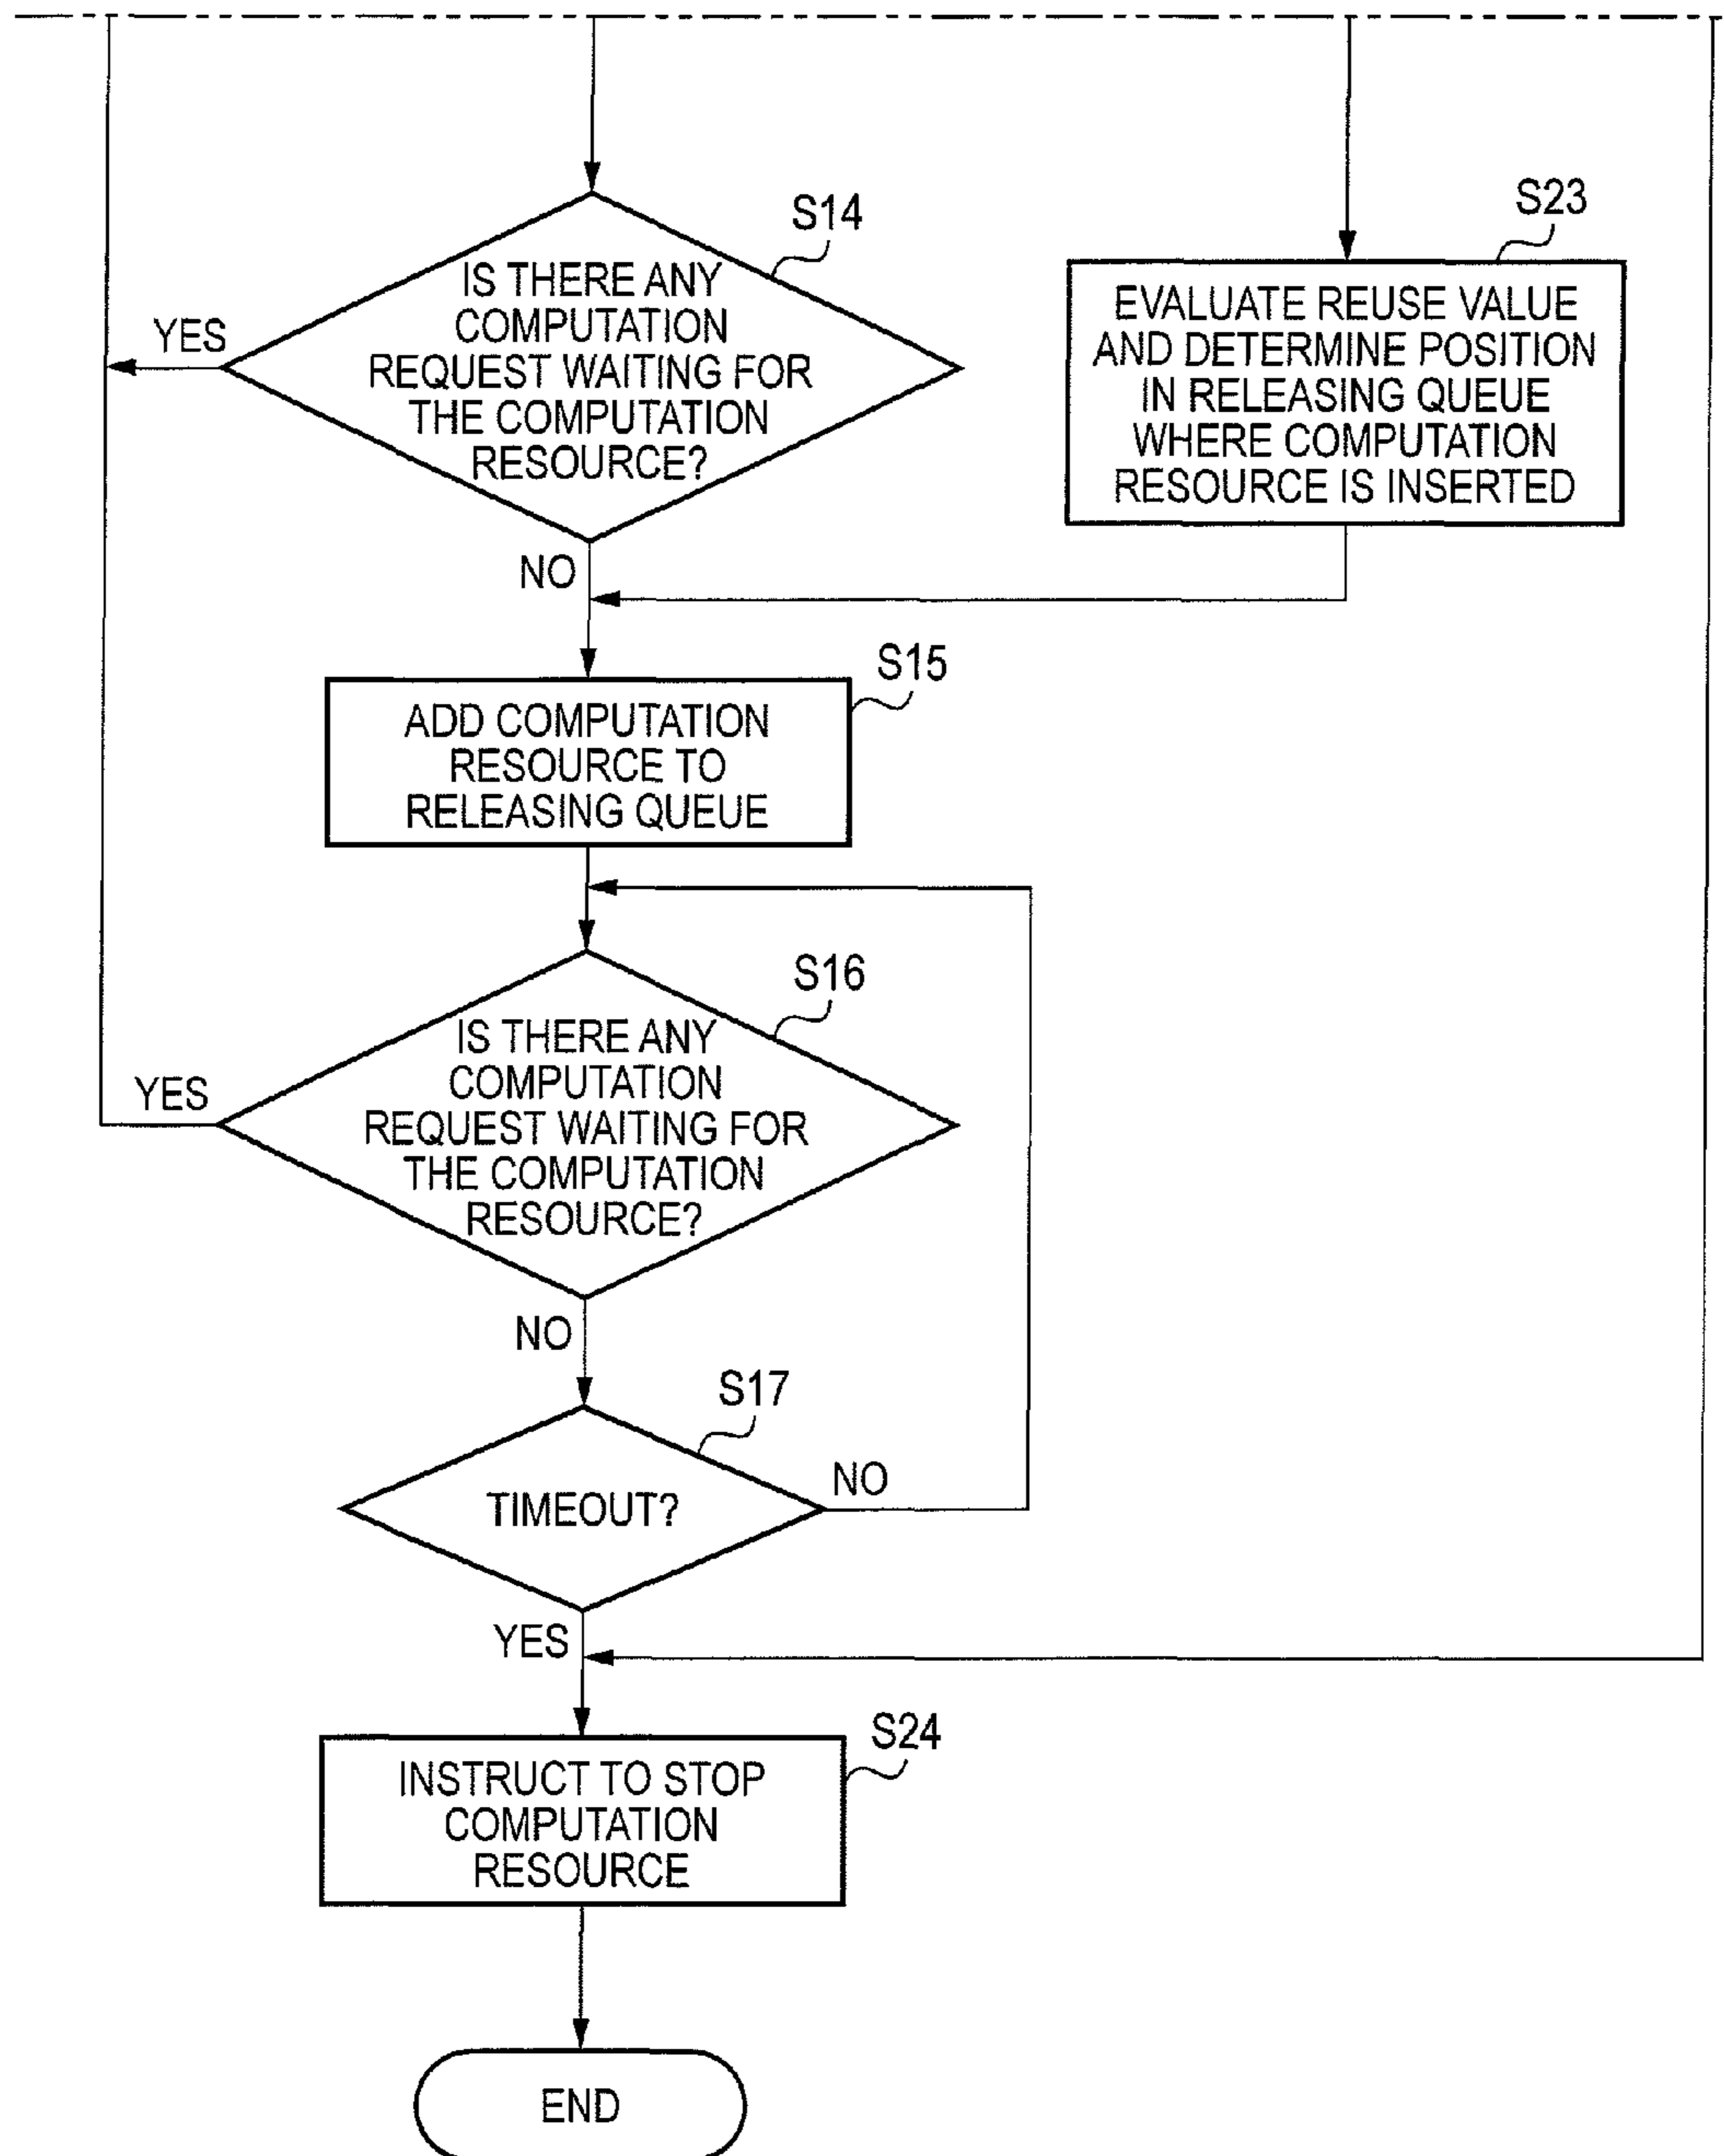 S14
IS THERE ANY
COMPUTATION
REQUEST WAITING FOR
THE COMPUTATION
RESOURCE?
YES
NO
S23
EVALUATE REUSE VALUE
AND DETERMINE POSITION
IN RELEASING QUEUE
WHERE COMPUTATION
RESOURCE IS INSERTED
S15
ADD COMPUTATION
RESOURCE TO
RELEASING QUEUE
S16
IS THERE ANY
COMPUTATION
REQUEST WAITING FOR
THE COMPUTATION
RESOURCE?
YES
NO
S17
TIMEOUT?
NO
YES
S24
INSTRUCT TO STOP
COMPUTATION
RESOURCE
END